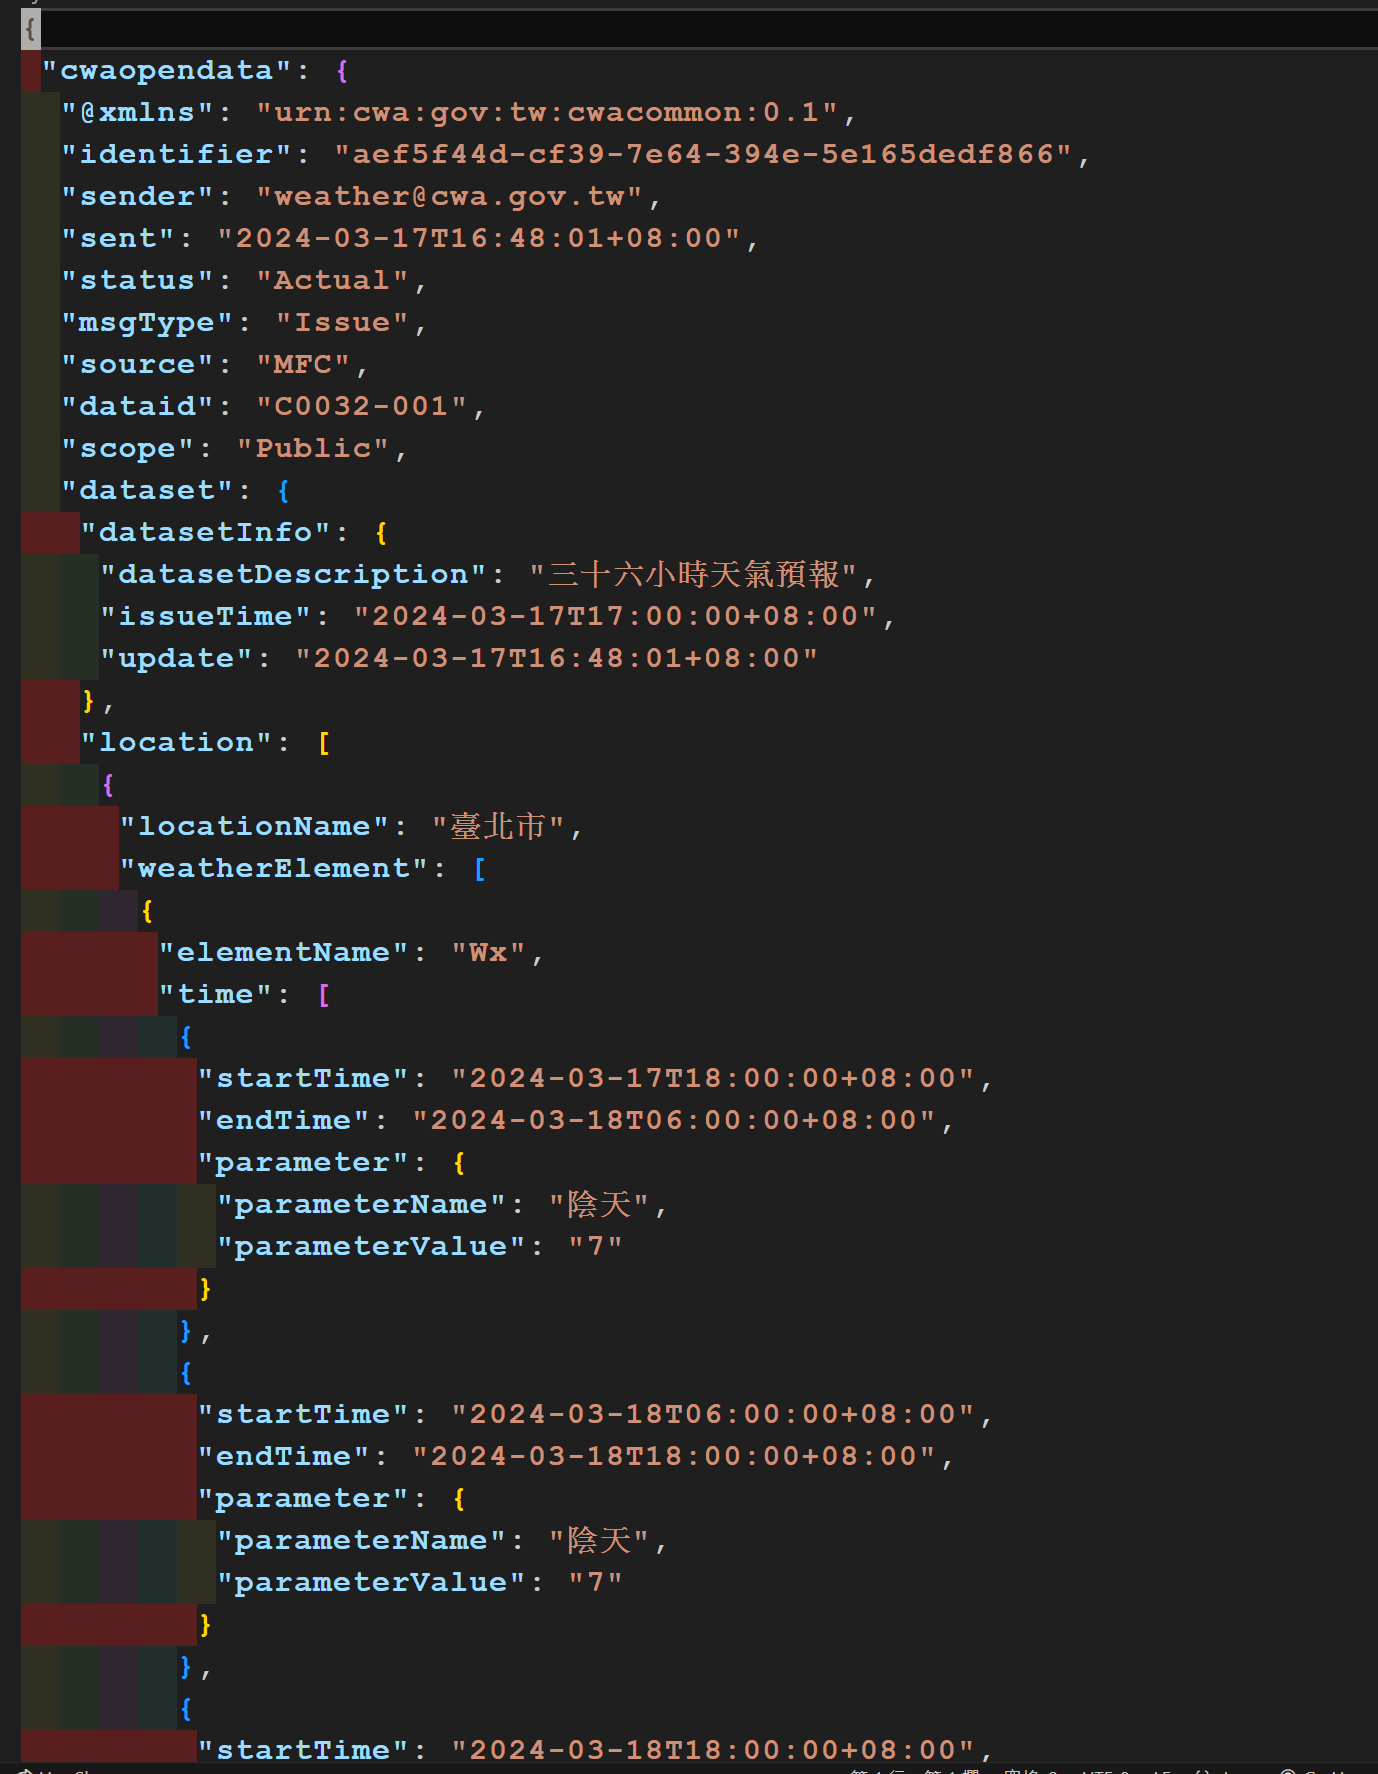 {
"cwaopendata": {
"@xmlns": "urn:cwa:gov:tw:cwacommon:0.1",
"identifier": "aef5f44d-cf39-7e64-394e-5e165dedf866",
"sender": "weather@cwa.gov.tw",
"sent": "2024-03-17T16:48:01+08:00",
"status": "Actual",
"msgType": "Issue",
"source": "MFC",
"dataid": "C0032-001",
"scope": "Public",
"dataset": {
"datasetInfo": {
"datasetDescription": "三十六小時天氣預報",
"issueTime": "2024-03-17T17:00:00+08:00",
"update": "2024-03-17T16:48:01+08:00"
},
"location": [
{
"locationName": "臺北市",
"weatherElement": [
{
"elementName": "Wx",
"time": [
{
"startTime": "2024-03-17T18:00:00+08:00",
"endTime": "2024-03-18T06:00:00+08:00",
"parameter": {
"parameterName": "陰天",
"parameterValue": "7"
}
},
{
"startTime": "2024-03-18T06:00:00+08:00",
"endTime": "2024-03-18T18:00:00+08:00",
"parameter": {
"parameterName": "陰天",
"parameterValue": "7"
}
},
{
"startTime": "2024-03-18T18:00:00+08:00",